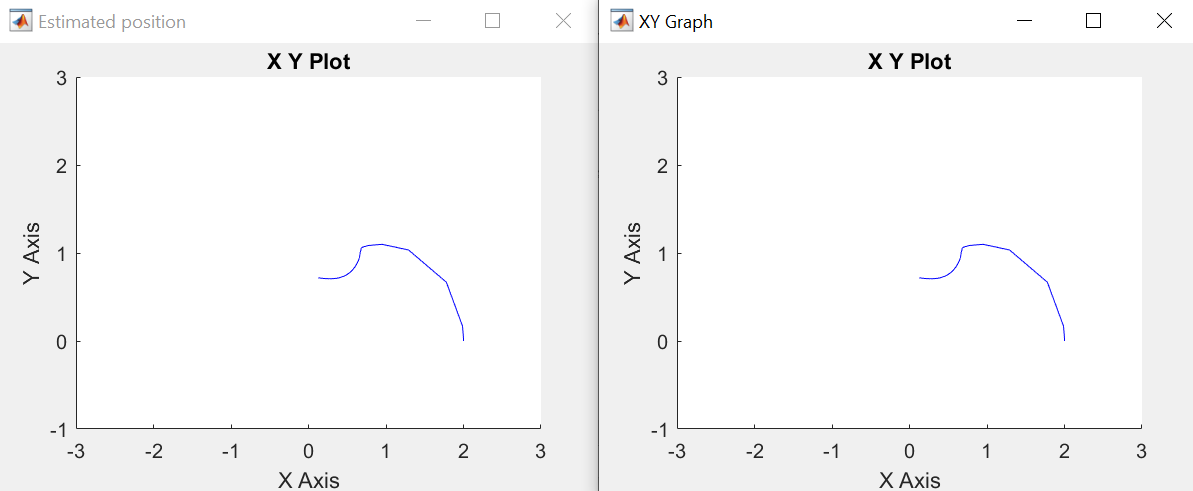 Estimated position
X Y Plot
3
2
1
0
-1
Y Axis
-3 -2 -1 0 1 2 3
X Axis
XY Graph
X Y Plot
3
2
1
0
-1
Y Axis
-3 -2 -1 0 1 2 3
X Axis